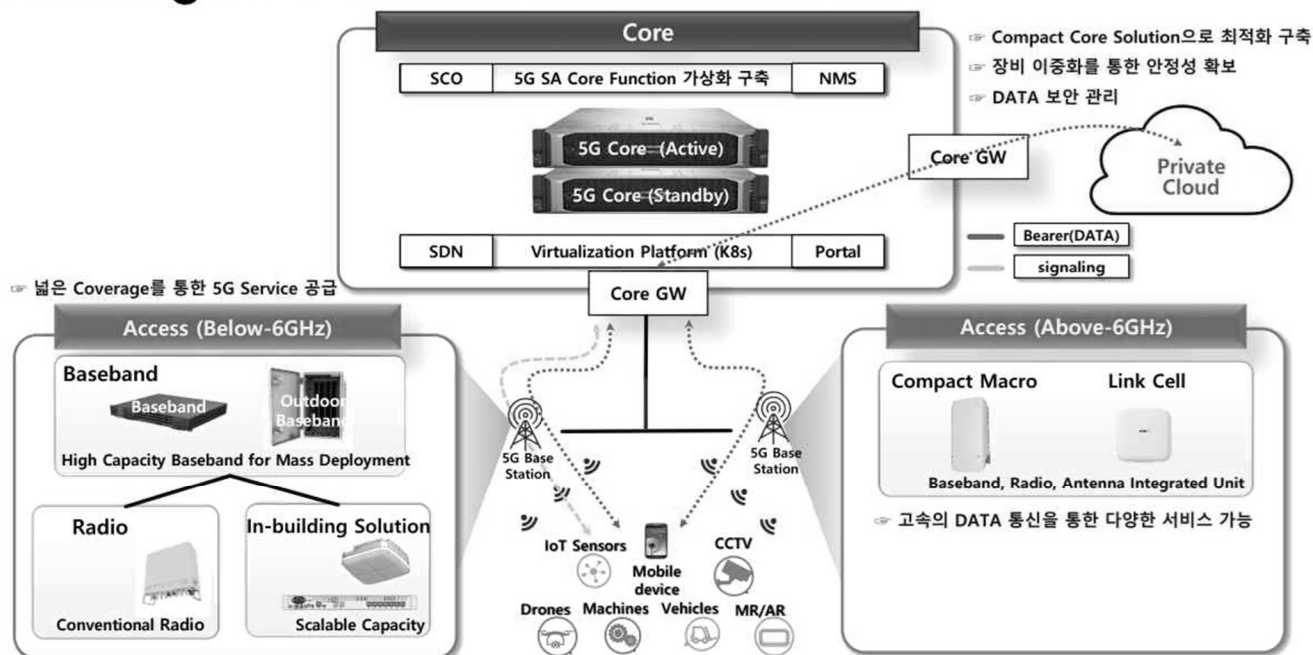 Core
SCO
5G SA Core Function 가상화 구축
NMS
5G Core (Active)
5G Core (Standby)
SDN
Virtualization Platform (K8s)
Portal
Core GW
Core GW
☞ Compact Core Solution으로 최적화 구축
☞ 장비 이중화를 통한 안정성 확보
☞ DATA 보안 관리
Private
Cloud
Bearer(DATA)
signaling
☞ 넓은 Coverage를 통한 5G Service 공급
Access (Below-6GHz)
Baseband
Baseband
Outdoor
Baseband
High Capacity Baseband for Mass Deployment
Radio
Conventional Radio
In-building Solution
Scalable Capacity
5G Base
Station
5G Base
Station
IoT Sensors
Mobile
device
CCTV
Drones
Machines
Vehicles
MR/AR
Access (Above-6GHz)
Compact Macro
Link Cell
Baseband, Radio, Antenna Integrated Unit
☞ 고속의 DATA 통신을 통한 다양한 서비스 가능